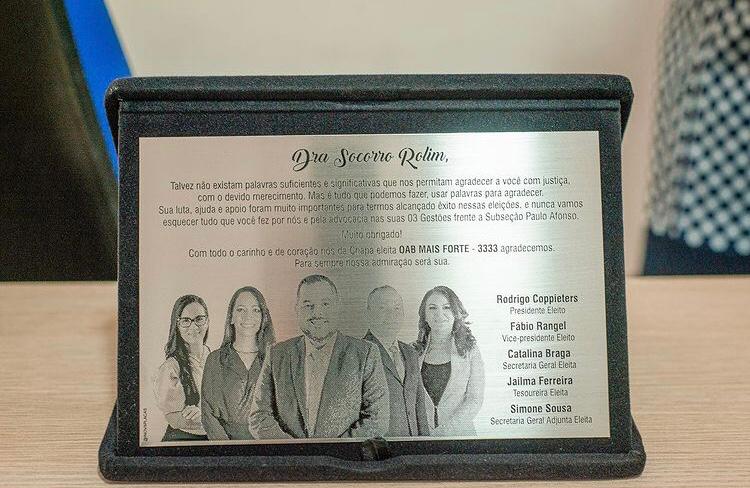 Dra Socorro Rolim,
Talvez não existam palavras suficientes e significativas que nos permitam agradecer a você com justiça,
com o devido merecimento. Mas é tudo que podemos fazer, usar palavras para agradecer.
Sua luta, ajuda e apoio foram muito importantes para termos alcançado êxito nessas eleições, e nunca vamos
esquecer tudo que você fez por nós e pela advocacia nas suas 03 Gestões frente a Subseção Paulo Afonso.
Muito obrigado!
Com todo o carinho e de coração nós da Chapa eleita OAB MAIS FORTE - 3333 agradecemos.
Para sempre nossa admiração será sua.
Rodrigo Coppieters
Presidente Eleito
Fábio Rangel
Vice-presidente Eleito
Catalina Braga
Secretaria Geral Eleita
Jailma Ferreira
Tesoureira Eleita
Simone Sousa
Secretaria Geral Adjunta Eleita
@NOVAPLACAS